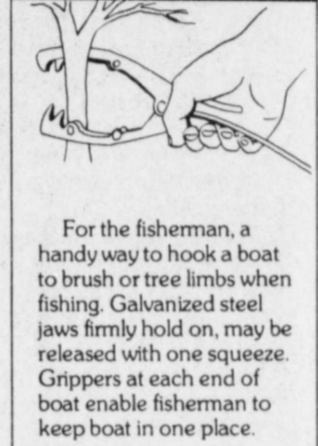 For the fisherman, a
handy way to hook a boat
to brush or tree limbs when
fishing. Galvanized steel
jaws firmly hold on, may be
released with one squeeze.
Grippers at each end of
boat enable fisherman to
keep boat in one place.